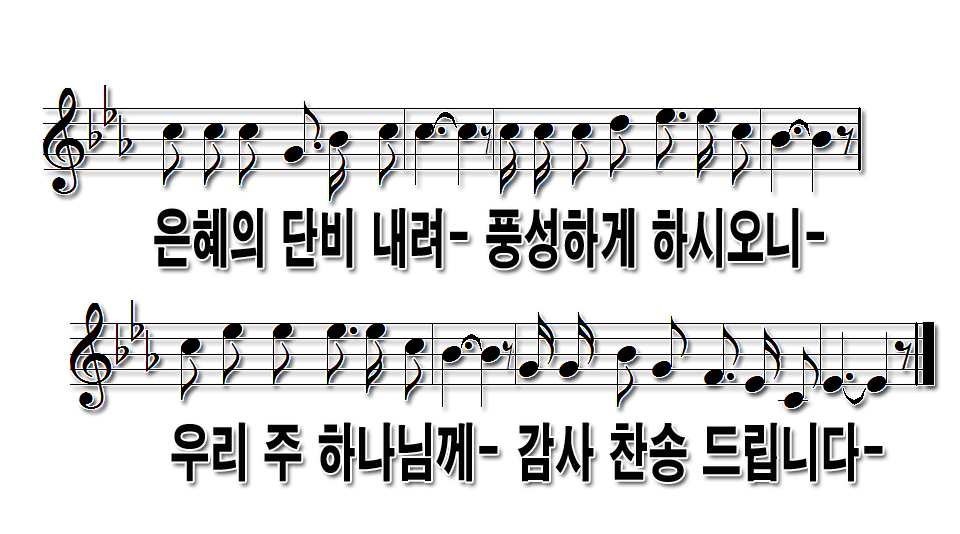 은혜의 단비 내려- 풍성하게 하시오니-
우리 주 하나님께- 감사 찬송 드립니다-